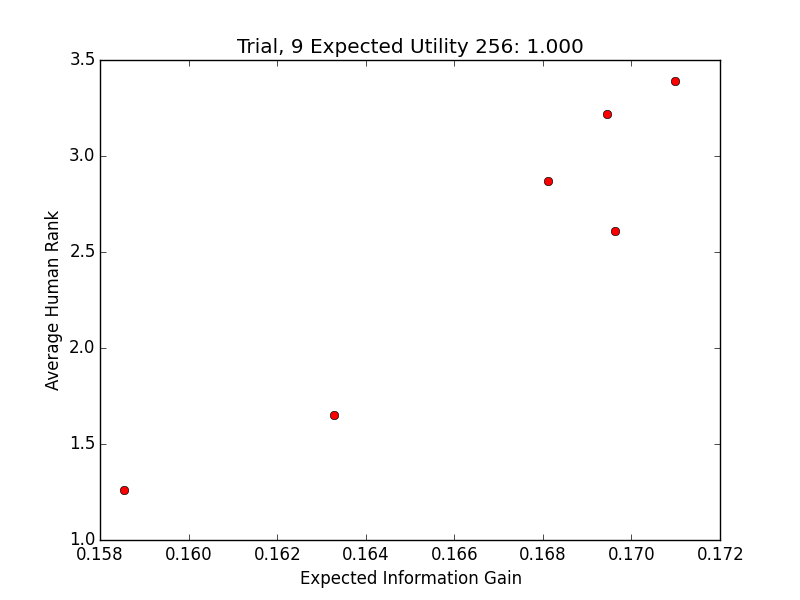 Trial, 9 Expected Utility 256: 1.000
3.5
3.0
2.5
2.0
1.5
1.0
Average Human Rank
0.158 0.160 0.162 0.164 0.166 0.168 0.170 0.172
Expected Information Gain